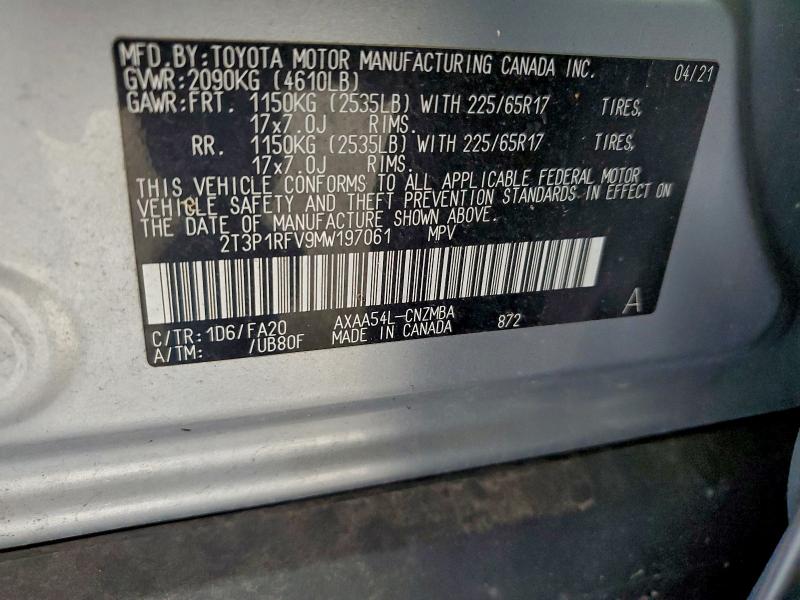 MFD. BY: TOYOTA MOTOR MANUFACTURING CANADA INC. 04/21
GVWR: 2090KG (4610LB)
GAWR: FRT. 1150KG (2535LB) WITH 225/65R17 TIRES,
17x7.0J RIMS.
RR. 1150KG (2535LB) WITH 225/65R17 TIRES,
17x7.0J RIMS.
THIS VEHICLE CONFORMS TO ALL APPLICABLE FEDERAL MOTOR
VEHICLE SAFETY AND THEFT PREVENTION STANDARDS IN EFFECT ON
THE DATE OF MANUFACTURE SHOWN ABOVE.
2T3P1RFV9MW197061 MPV
C/TR: 1D6/FA20 AXAA54L-CNZMBA 872 A
A/TM: /UB80F MADE IN CANADA